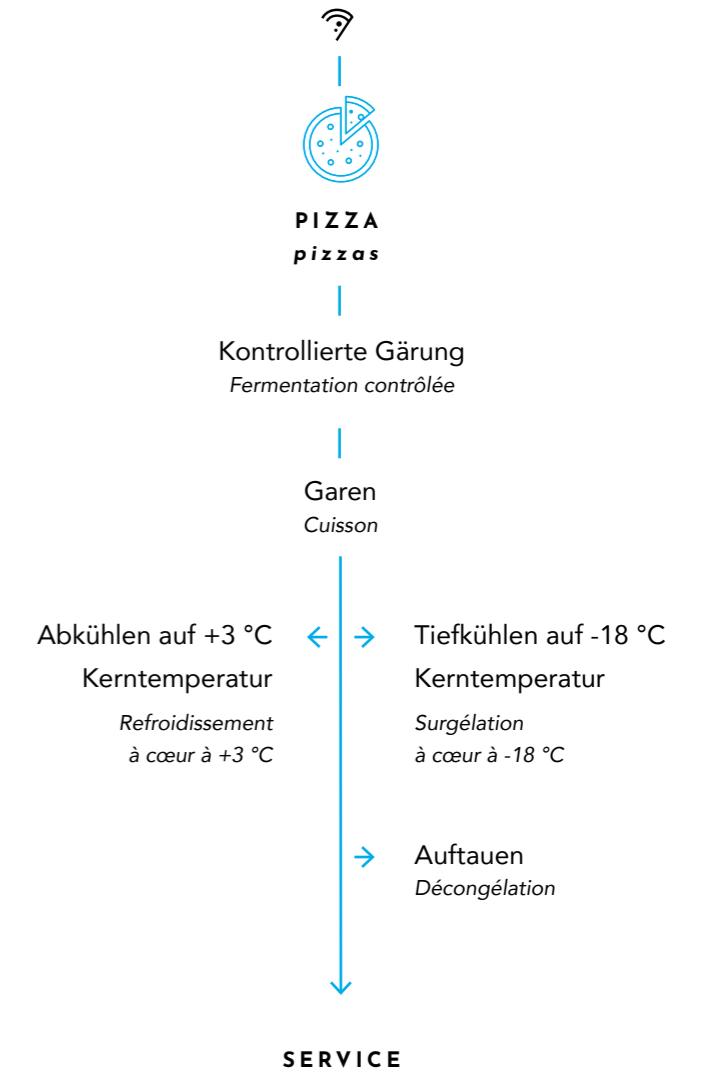 PIZZA
pizzas
Kontrollierte Gärung
Fermentation contrôlée
Garen
Cuisson
Abkühlen auf +3 °C
Kerntemperatur
Refroidissement
à cœur à +3 °C
Tiefkühlen auf -18 °C
Kerntemperatur
Surgélation
à cœur à -18 °C
Auftauen
Décongélation
SERVICE